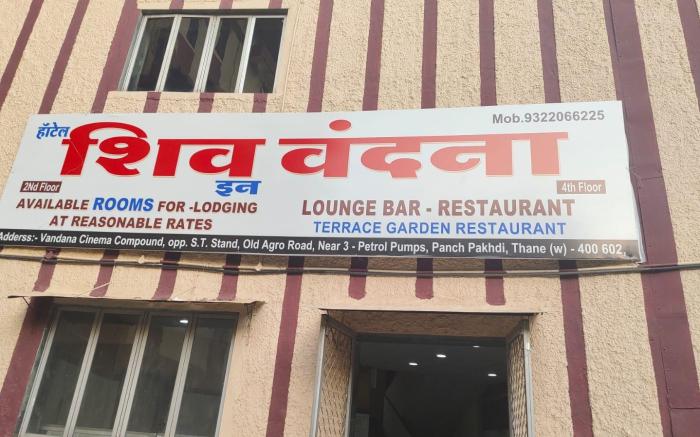 Mob.9322066225
हॉटेल
शिव वंदना
इन
2Nd Floor
4th Floor
AVAILABLE ROOMS FOR -LODGING
AT REASONABLE RATES
LOUNGE BAR - RESTAURANT
TERRACE GARDEN RESTAURANT
Adderss:- Vandana Cinema Compound, opp. S.T. Stand, Old Agro Road, Near 3 - Petrol Pumps, Panch Pakhdi, Thane (w) - 400 602